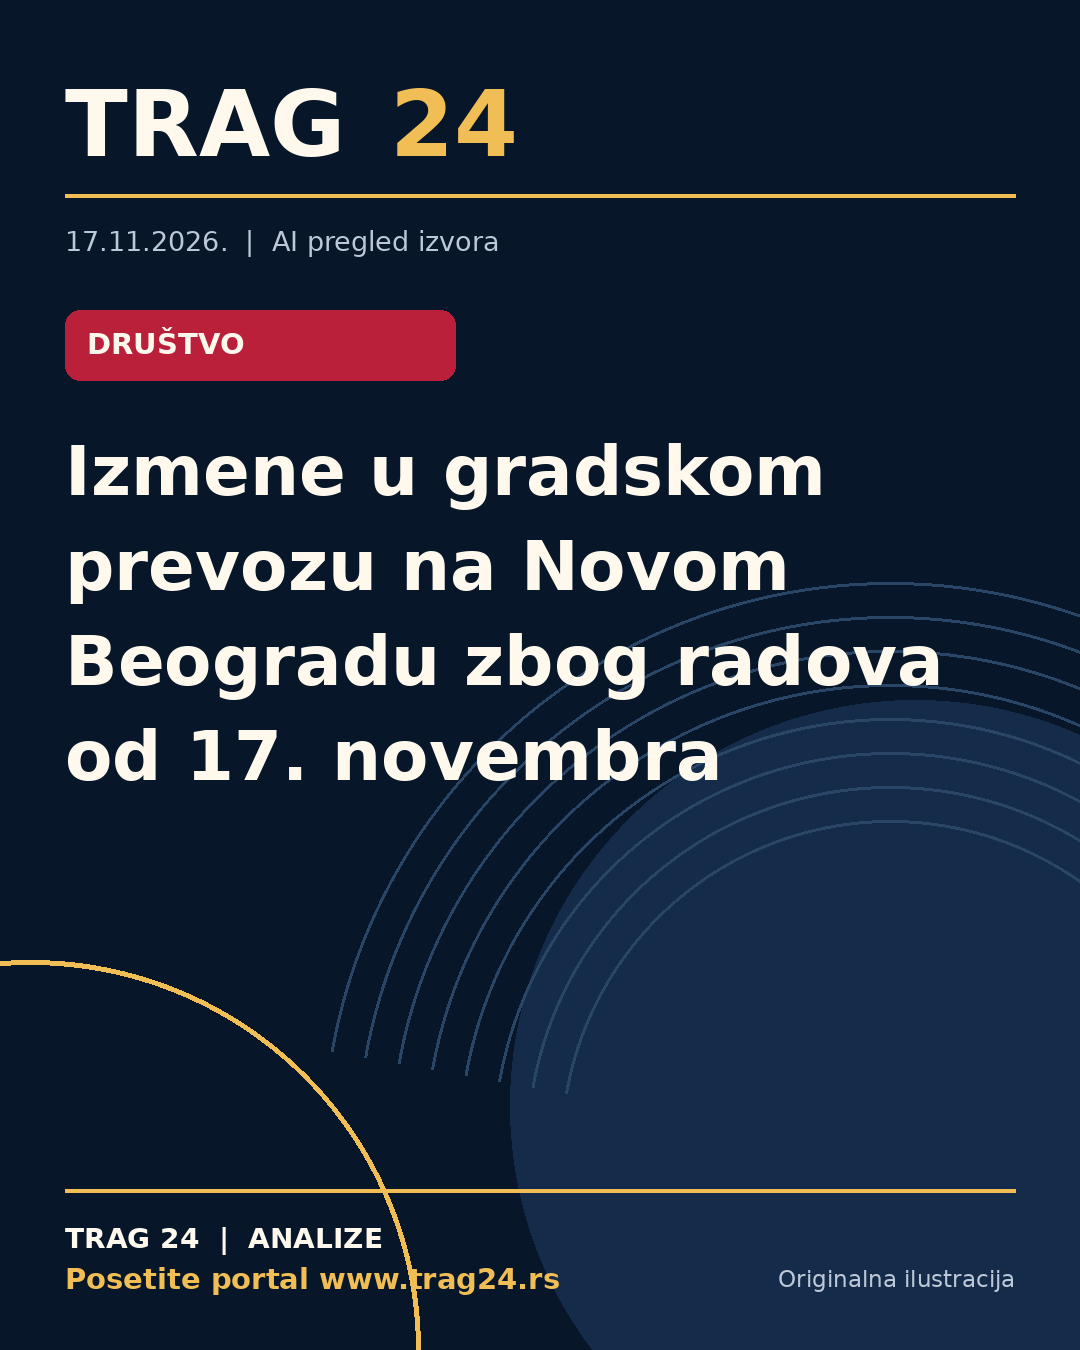 TRAG 24
17.11.2026. | AI pregled izvora
DRUŠTVO
Izmene u gradskom
prevozu na Novom
Beogradu zbog radova
od 17. novembra
TRAG 24 | ANALIZE
Posetite portal www.trag24.rs
Originalna ilustracija